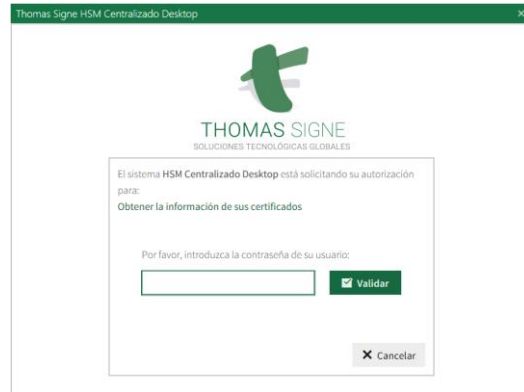 Thomas Signe HSM Centralizado Desktop
THOMAS SIGNE
SOLUCIONES TECNOLÓGICAS GLOBALES
El sistema HSM Centralizado Desktop está solicitando su autorización
para:
Obtener la información de sus certificados
Por favor, introduzca la contraseña de su usuario:
Validar
Cancelar